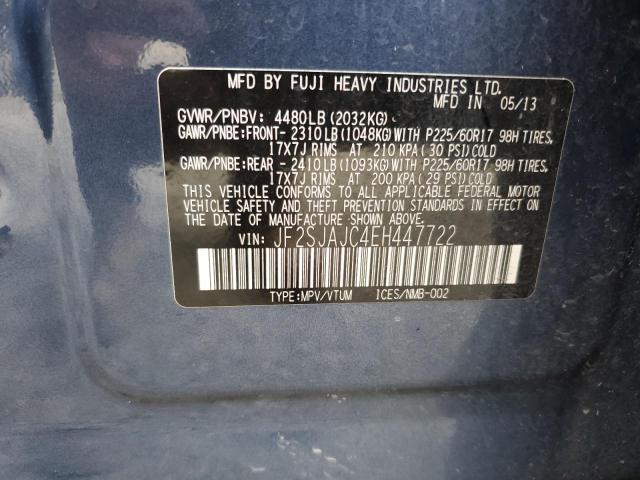 MFD BY FUJI HEAVY INDUSTRIES LTD.
MFD IN 05/13
GVWR/PNBV: 4480LB (2032KG)
GAWR/PNBE:FRONT- 2310LB (1048KG) WITH P225/60R17 98H TIRES,
17X7J RIMS AT 210 KPA (30 PSI) COLD
GAWR/PNBE:REAR - 2410LB (1093KG) WITH P225/60R17 98H TIRES,
17X7J RIMS AT 200 KPA (29 PSI) COLD
THIS VEHICLE CONFORMS TO ALL APPLICABLE FEDERAL MOTOR
VEHICLE SAFETY AND THEFT PREVENTION STANDARDS IN EFFECT
ON THE DATE OF MANUFACTURE SHOWN ABOVE.
VIN: JF2SJAJC4EH447722
TYPE:MPV/VTUM ICES/NMB-002